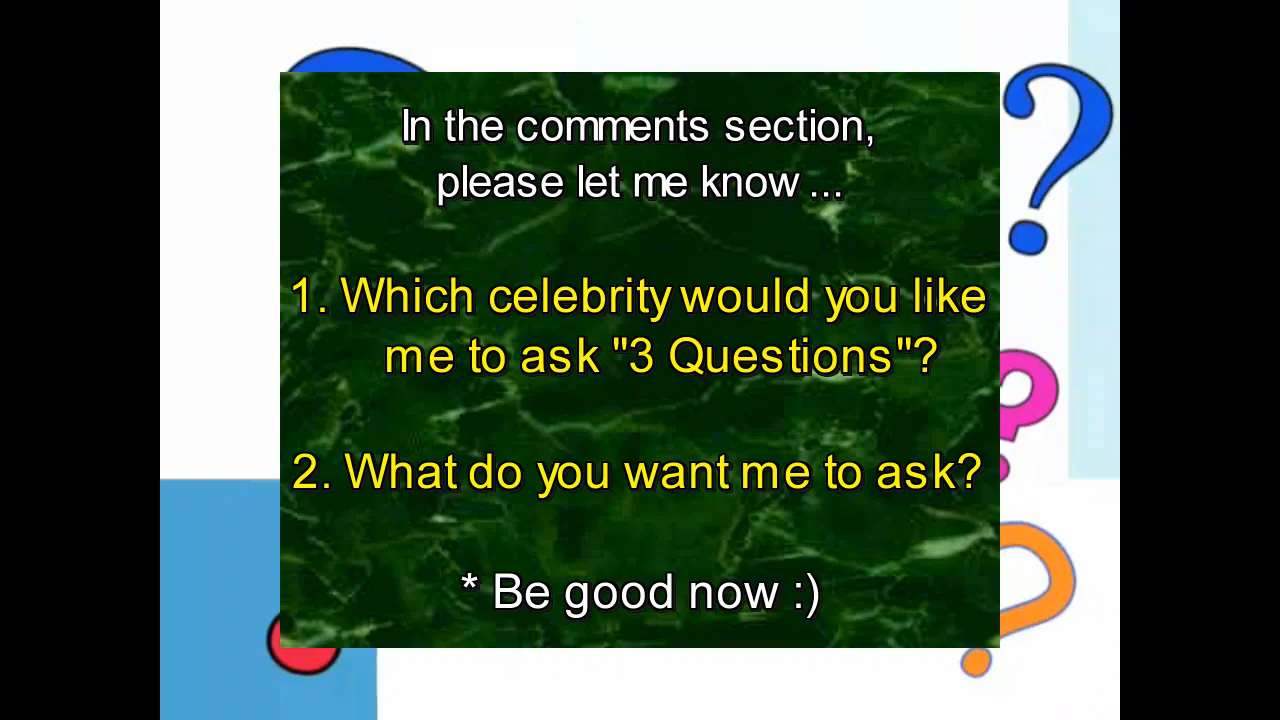 In the comments section,
please let me know ...
1. Which celebrity would you like
me to ask "3 Questions"?
2. What do you want me to ask?
* Be good now :)